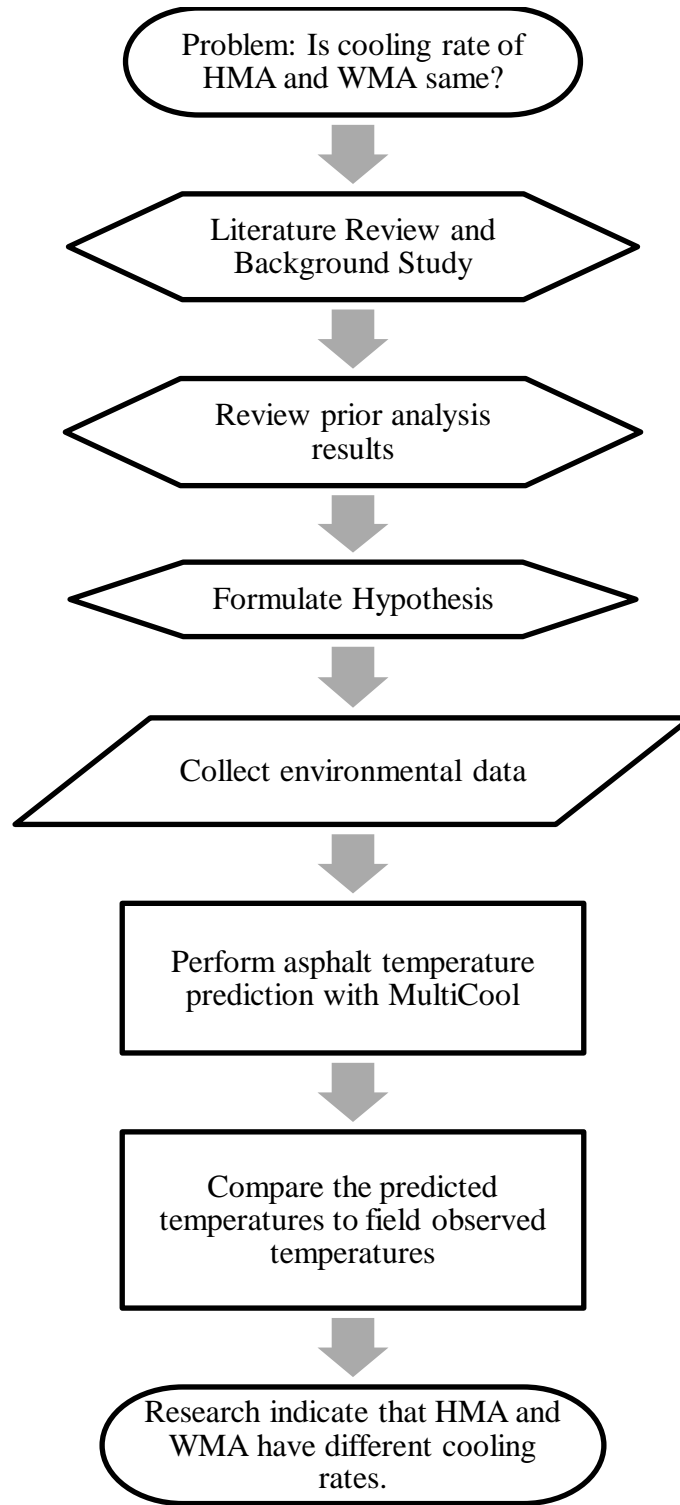 Problem: Is cooling rate of
HMA and WMA same?
Literature Review and
Background Study
Review prior analysis
results
Formulate Hypothesis
Collect environmental data
Perform asphalt temperature
prediction with MultiCool
Compare the predicted
temperatures to field observed
temperatures
Research indicate that HMA and
WMA have different cooling
rates.